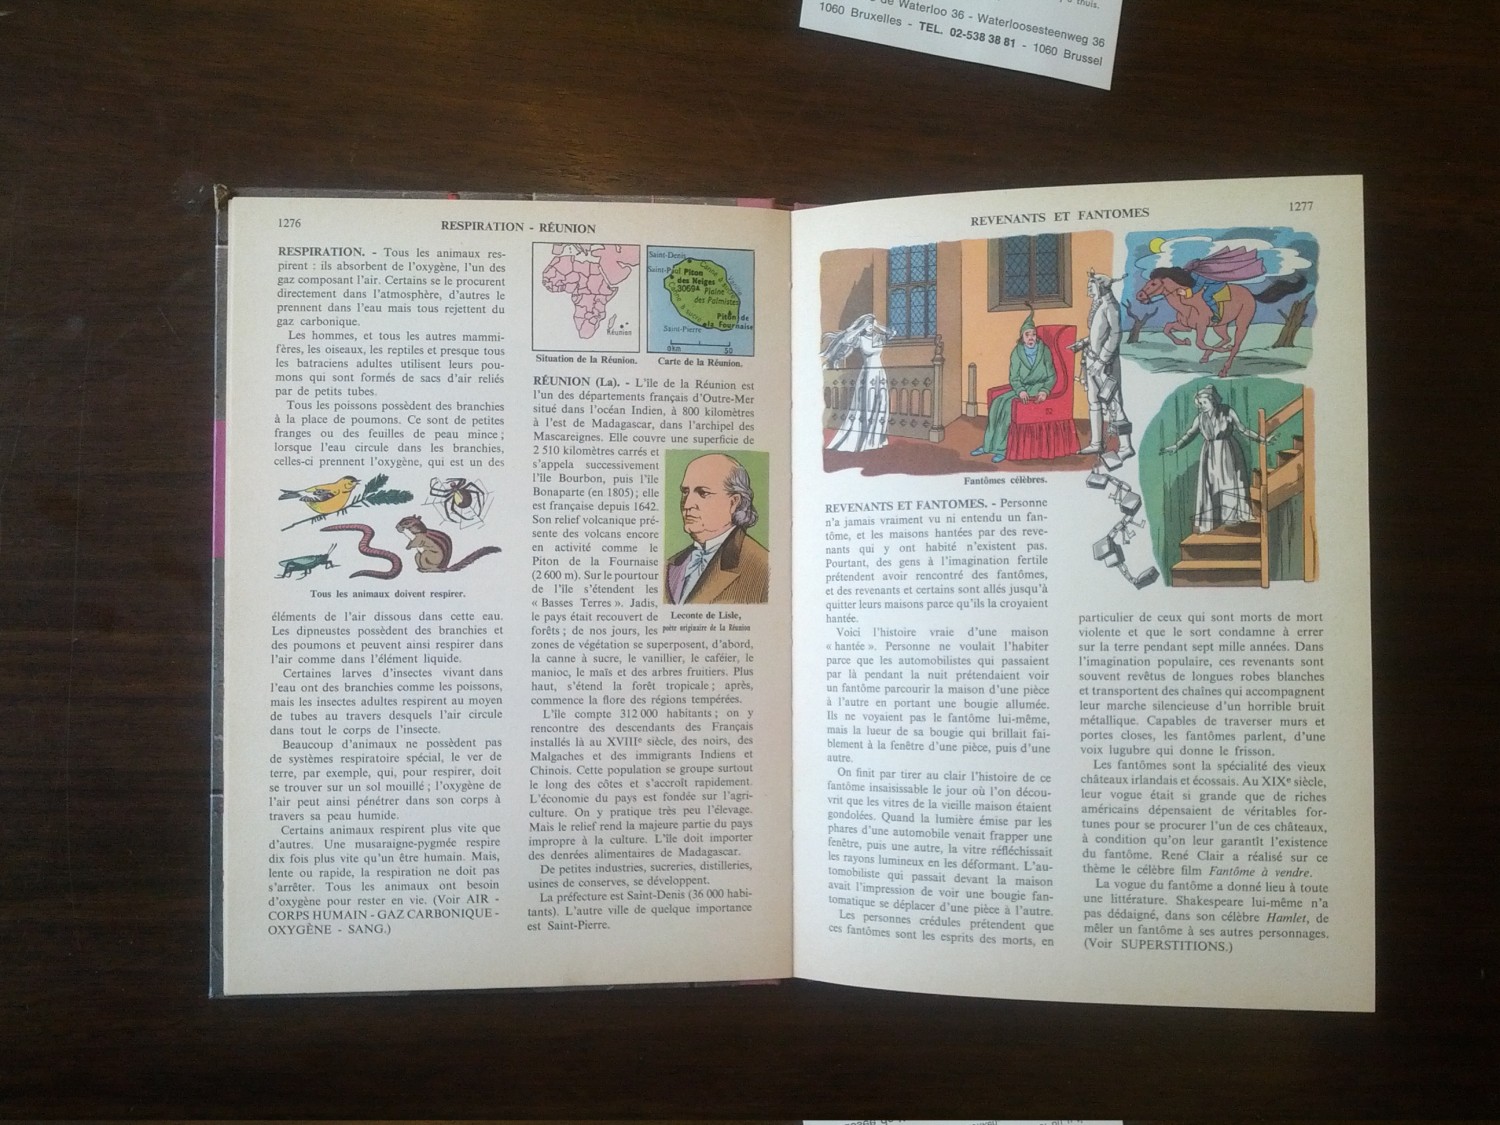 de Waterloo 36 - Waterloosesteenweg 36
1060 Bruxelles - TEL. 02-538 38 81 - 1060 Brussel
1276
RESPIRATION - RÉUNION
RESPIRATION. - Tous les animaux res-
pirent : ils absorbent de l'oxygène, l'un des
gaz composant l'air. Certains se le procurent
directement dans l'atmosphère, d'autres le
prennent dans l'eau mais tous rejettent du
gaz carbonique.
Les hommes, et tous les autres mammi-
fères, les oiseaux, les reptiles et presque tous
les batraciens adultes utilisent leurs pou-
mons qui sont formés de sacs d'air reliés
par de petits tubes.
Tous les poissons possèdent des branchies
à la place de poumons. Ce sont de petites
franges ou des feuilles de peau mince ;
lorsque l'eau circule dans les branchies,
celles-ci prennent l'oxygène, qui est un des
Tous les animaux doivent respirer.
éléments de l'air dissous dans cette eau.
Les dipneustes possèdent des branchies et
des poumons et peuvent ainsi respirer dans
l'air comme dans l'élément liquide.
Certaines larves d'insectes vivant dans
l'eau ont des branchies comme les poissons,
mais les insectes adultes respirent au moyen
de tubes au travers desquels l'air circule
dans tout le corps de l'insecte.
Beaucoup d'animaux ne possèdent pas
de systèmes respiratoire spécial, le ver de
terre, par exemple, qui, pour respirer, doit
se trouver sur un sol mouillé ; l'oxygène de
l'air peut ainsi pénétrer dans son corps à
travers sa peau humide.
Certains animaux respirent plus vite que
d'autres. Une musaraigne-pygmée respire
dix fois plus vite qu'un être humain. Mais,
lente ou rapide, la respiration ne doit pas
s'arrêter. Tous les animaux ont besoin
d'oxygène pour rester en vie. (Voir AIR -
CORPS HUMAIN - GAZ CARBONIQUE -
OXYGÈNE - SANG.)
Réunion
Situation de la Réunion.
Saint-Denis
Saint-Paul
Piton
des Neiges
3069
Plaine
des Palmistes
Piton de
la Fournaise
Saint-Pierre
0km 50
Carte de la Réunion.
RÉUNION (La). - L'île de la Réunion est
l'un des départements français d'Outre-Mer
situé dans l'océan Indien, à 800 kilomètres
à l'est de Madagascar, dans l'archipel des
Mascareignes. Elle couvre une superficie de
2 510 kilomètres carrés et
s'appela successivement
l'île Bourbon, puis l'île
Bonaparte (en 1805) ; elle
est française depuis 1642.
Son relief volcanique pré-
sente des volcans encore
en activité comme le
Piton de la Fournaise
(2 600 m). Sur le pourtour
de l'île s'étendent les
« Basses Terres ». Jadis,
le pays était recouvert de
forêts ; de nos jours, les
Leconte de Lisle,
poète originaire de la Réunion
zones de végétation se superposent, d'abord,
la canne à sucre, le vanillier, le caféier, le
manioc, le maïs et des arbres fruitiers. Plus
haut, s'étend la forêt tropicale ; après,
commence la flore des régions tempérées.
L'île compte 312 000 habitants ; on y
rencontre des descendants des Français
installés là au XVIIIe siècle, des noirs, des
Malgaches et des immigrants Indiens et
Chinois. Cette population se groupe surtout
le long des côtes et s'accroît rapidement.
L'économie du pays est fondée sur l'agri-
culture. On y pratique très peu l'élevage.
Mais le relief rend la majeure partie du pays
impropre à la culture. L'île doit importer
des denrées alimentaires de Madagascar.
De petites industries, sucreries, distilleries,
usines de conserves, se développent.
La préfecture est Saint-Denis (36 000 habi-
tants). L'autre ville de quelque importance
est Saint-Pierre.
REVENANTS ET FANTOMES
1277
Fantômes célèbres.
REVENANTS ET FANTOMES. - Personne
n'a jamais vraiment vu ni entendu un fan-
tôme, et les maisons hantées par des reve-
nants qui y ont habité n'existent pas.
Pourtant, des gens à l'imagination fertile
prétendent avoir rencontré des fantômes,
et des revenants et certains sont allés jusqu'à
quitter leurs maisons parce qu'ils la croyaient
hantée.
Voici l'histoire vraie d'une maison
« hantée ». Personne ne voulait l'habiter
parce que les automobilistes qui passaient
par là pendant la nuit prétendaient voir
un fantôme parcourir la maison d'une pièce
à l'autre en portant une bougie allumée.
Ils ne voyaient pas le fantôme lui-même,
mais la lueur de sa bougie qui brillait fai-
blement à la fenêtre d'une pièce, puis d'une
autre.
On finit par tirer au clair l'histoire de ce
fantôme insaisissable le jour où l'on décou-
vrit que les vitres de la vieille maison étaient
gondolées. Quand la lumière émise par les
phares d'une automobile venait frapper une
fenêtre, puis une autre, la vitre réfléchissait
les rayons lumineux en les déformant. L'au-
tomobiliste qui passait devant la maison
avait l'impression de voir une bougie fan-
tomatique se déplacer d'une pièce à l'autre.
Les personnes crédules prétendent que
ces fantômes sont les esprits des morts, en
particulier de ceux qui sont morts de mort
violente et que le sort condamne à errer
sur la terre pendant sept mille années. Dans
l'imagination populaire, ces revenants sont
souvent revêtus de longues robes blanches
et transportent des chaînes qui accompagnent
leur marche silencieuse d'un horrible bruit
métallique. Capables de traverser murs et
portes closes, les fantômes parlent, d'une
voix lugubre qui donne le frisson.
Les fantômes sont la spécialité des vieux
châteaux irlandais et écossais. Au XIXe siècle,
leur vogue était si grande que de riches
américains dépensaient de véritables for-
tunes pour se procurer l'un de ces châteaux,
à condition qu'on leur garantît l'existence
du fantôme. René Clair a réalisé sur ce
thème le célèbre film Fantôme à vendre.
La vogue du fantôme a donné lieu à toute
une littérature. Shakespeare lui-même n'a
pas dédaigné, dans son célèbre Hamlet, de
mêler un fantôme à ses autres personnages.
(Voir SUPERSTITIONS.)